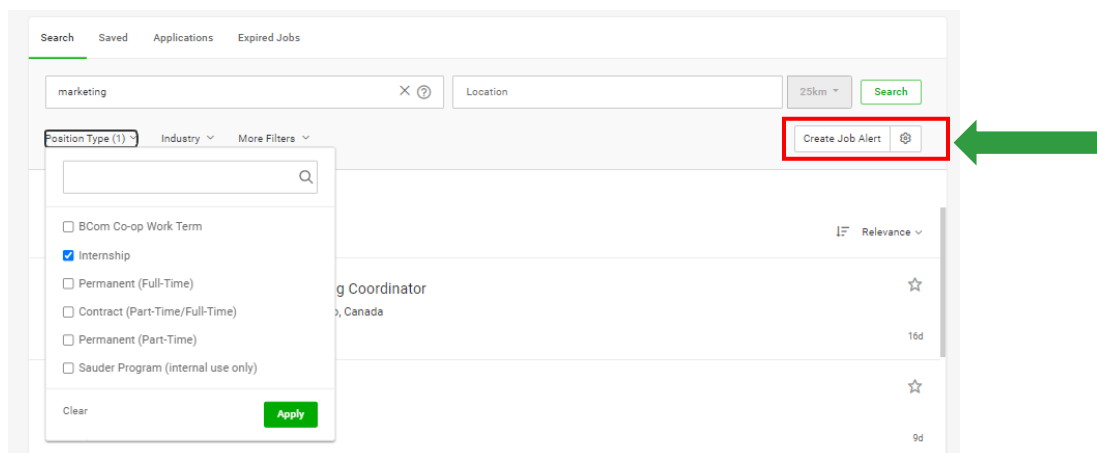 Search Saved Applications Expired Jobs
marketing Location 25km Search
Position Type (1) Industry More Filters Create Job Alert
BCom Co-op Work Term
Relevance
Internship
Permanent (Full-Time)
g Coordinator
Contract (Part-Time/Full-Time)
, Canada
Permanent (Part-Time)
16d
Sauder Program (internal use only)
Clear Apply
9d